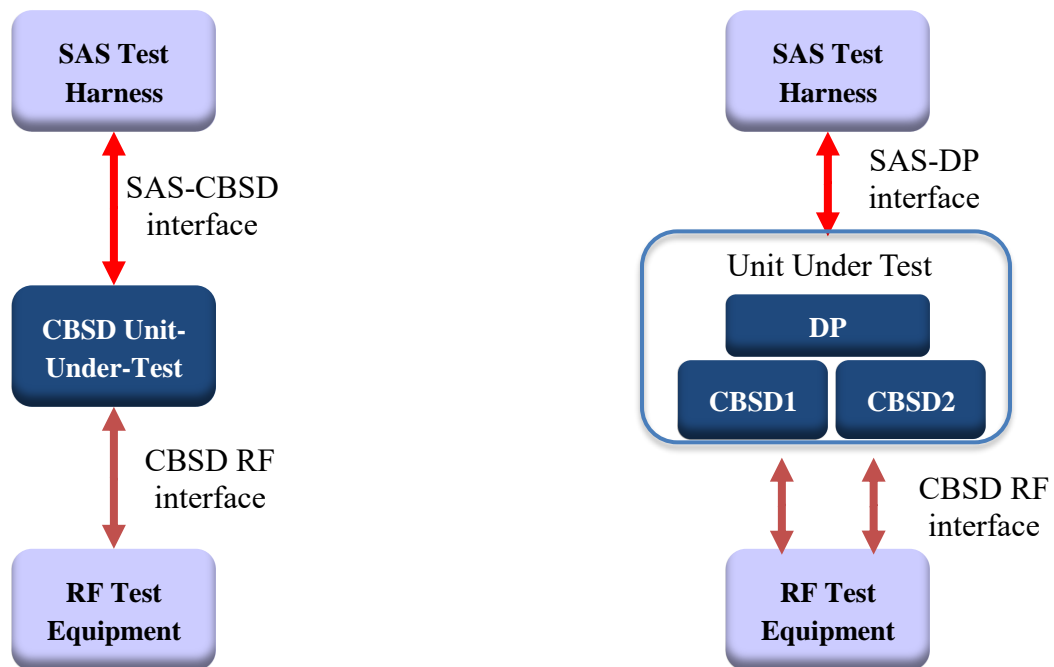 SAS Test
Harness
SAS-CBSD
interface
CBSD Unit-
Under-Test
CBSD RF
interface
RF Test
Equipment
SAS Test
Harness
SAS-DP
interface
Unit Under Test
DP
CBSD1
CBSD2
CBSD RF
interface
RF Test
Equipment